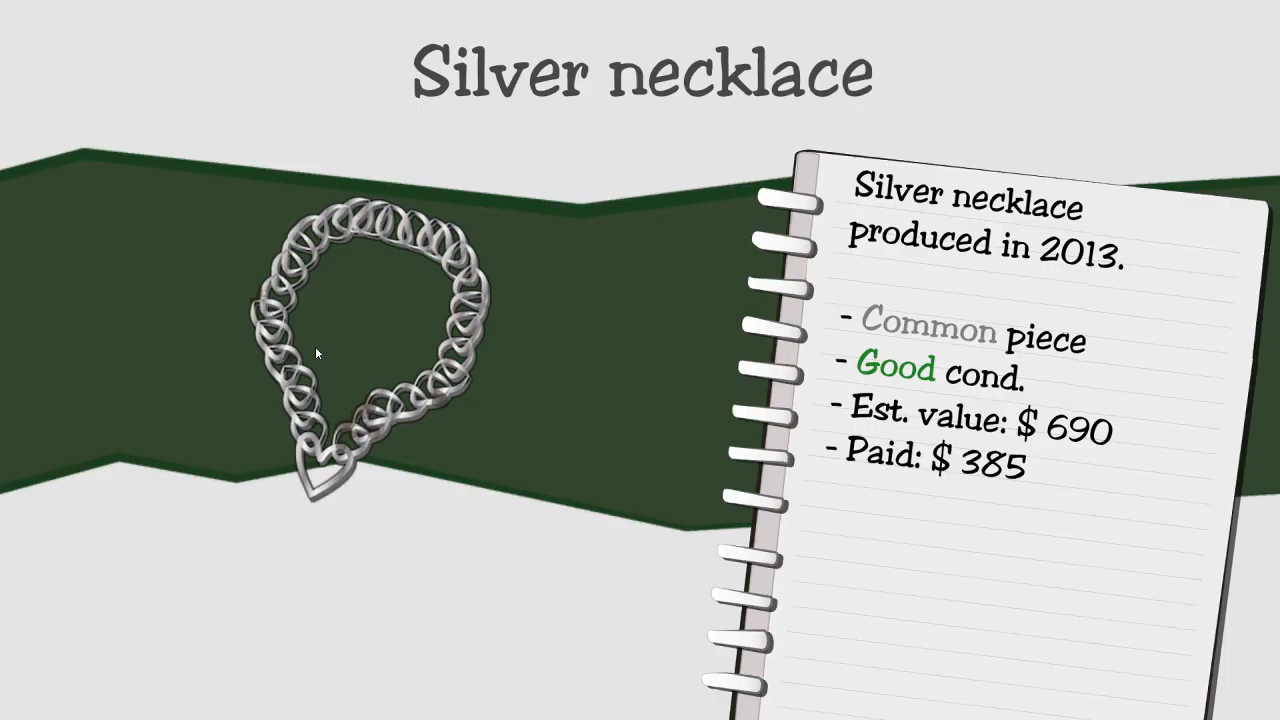 Silver necklace
Silver necklace
produced in 2013.
- Common piece
- Good cond.
- Est. value: $ 690
- Paid: $ 385